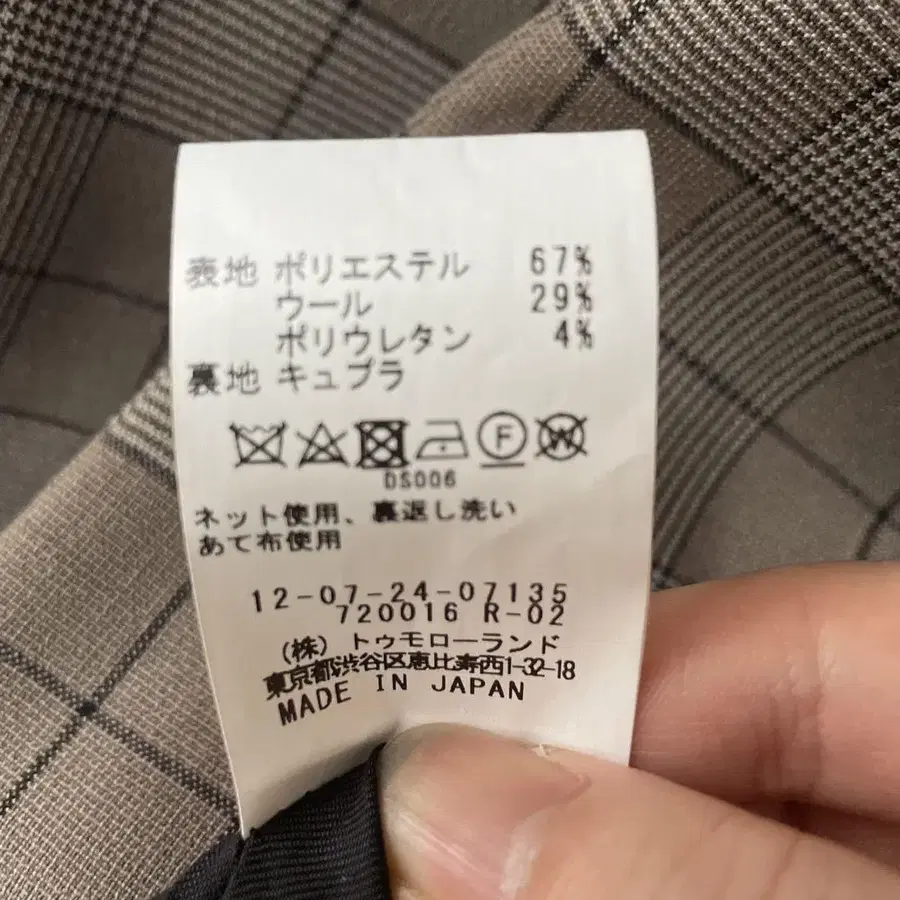 表地 ポリエステル 67%
ウール 29%
ポリウレタン 4%
裏地 キュプラ
F W
DS006
ネット使用、裏返し洗い
あて布使用
12-07-24-07135
720016 R-02
(株) トゥモローランド
東京都渋谷区恵比寿西1-32-18
MADE IN JAPAN